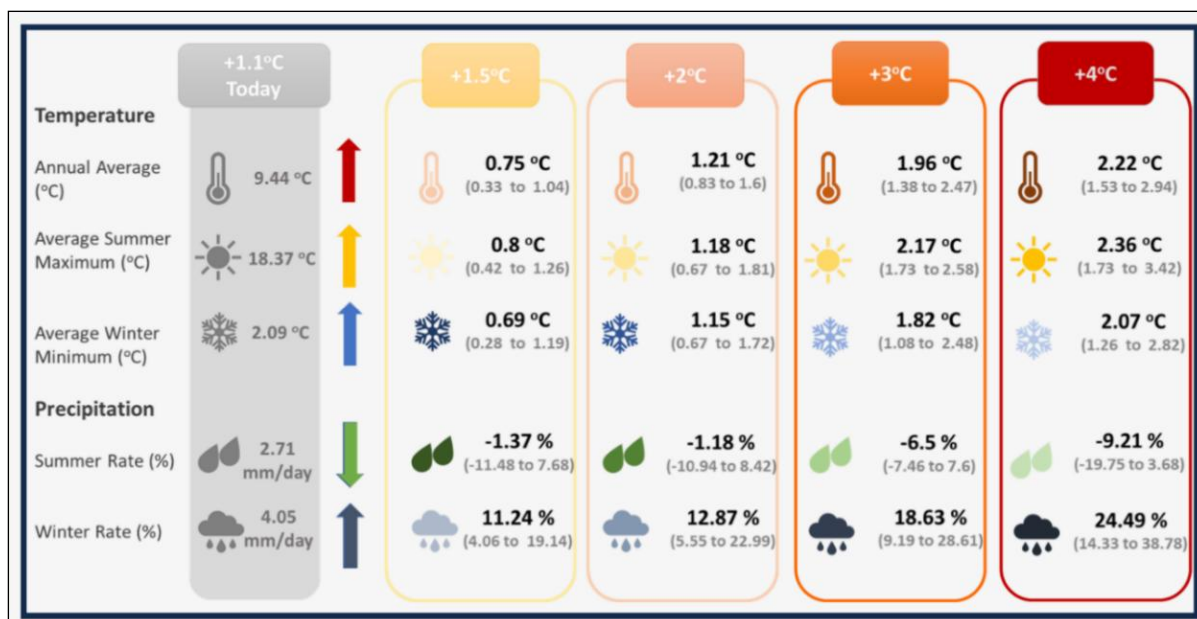 +1.1°C
Today
+1.5°C
+2°C
+3°C
+4°C
Temperature
Annual Average
(°C)
9.44 °C
0.75 °C
(0.33 to 1.04)
1.21 °C
(0.83 to 1.6)
1.96 °C
(1.38 to 2.47)
2.22 °C
(1.53 to 2.94)
Average Summer
Maximum (°C)
18.37 °C
0.8 °C
(0.42 to 1.26)
1.18 °C
(0.67 to 1.81)
2.17 °C
(1.73 to 2.58)
2.36 °C
(1.73 to 3.42)
Average Winter
Minimum (°C)
2.09 °C
0.69 °C
(0.28 to 1.19)
1.15 °C
(0.67 to 1.72)
1.82 °C
(1.08 to 2.48)
2.07 °C
(1.26 to 2.82)
Precipitation
Summer Rate (%)
2.71
mm/day
-1.37 %
(-11.48 to 7.68)
-1.18 %
(-10.94 to 8.42)
-6.5 %
(-7.46 to 7.6)
-9.21 %
(-19.75 to 3.68)
Winter Rate (%)
4.05
mm/day
11.24 %
(4.06 to 19.14)
12.87 %
(5.55 to 22.99)
18.63 %
(9.19 to 28.61)
24.49 %
(14.33 to 38.78)